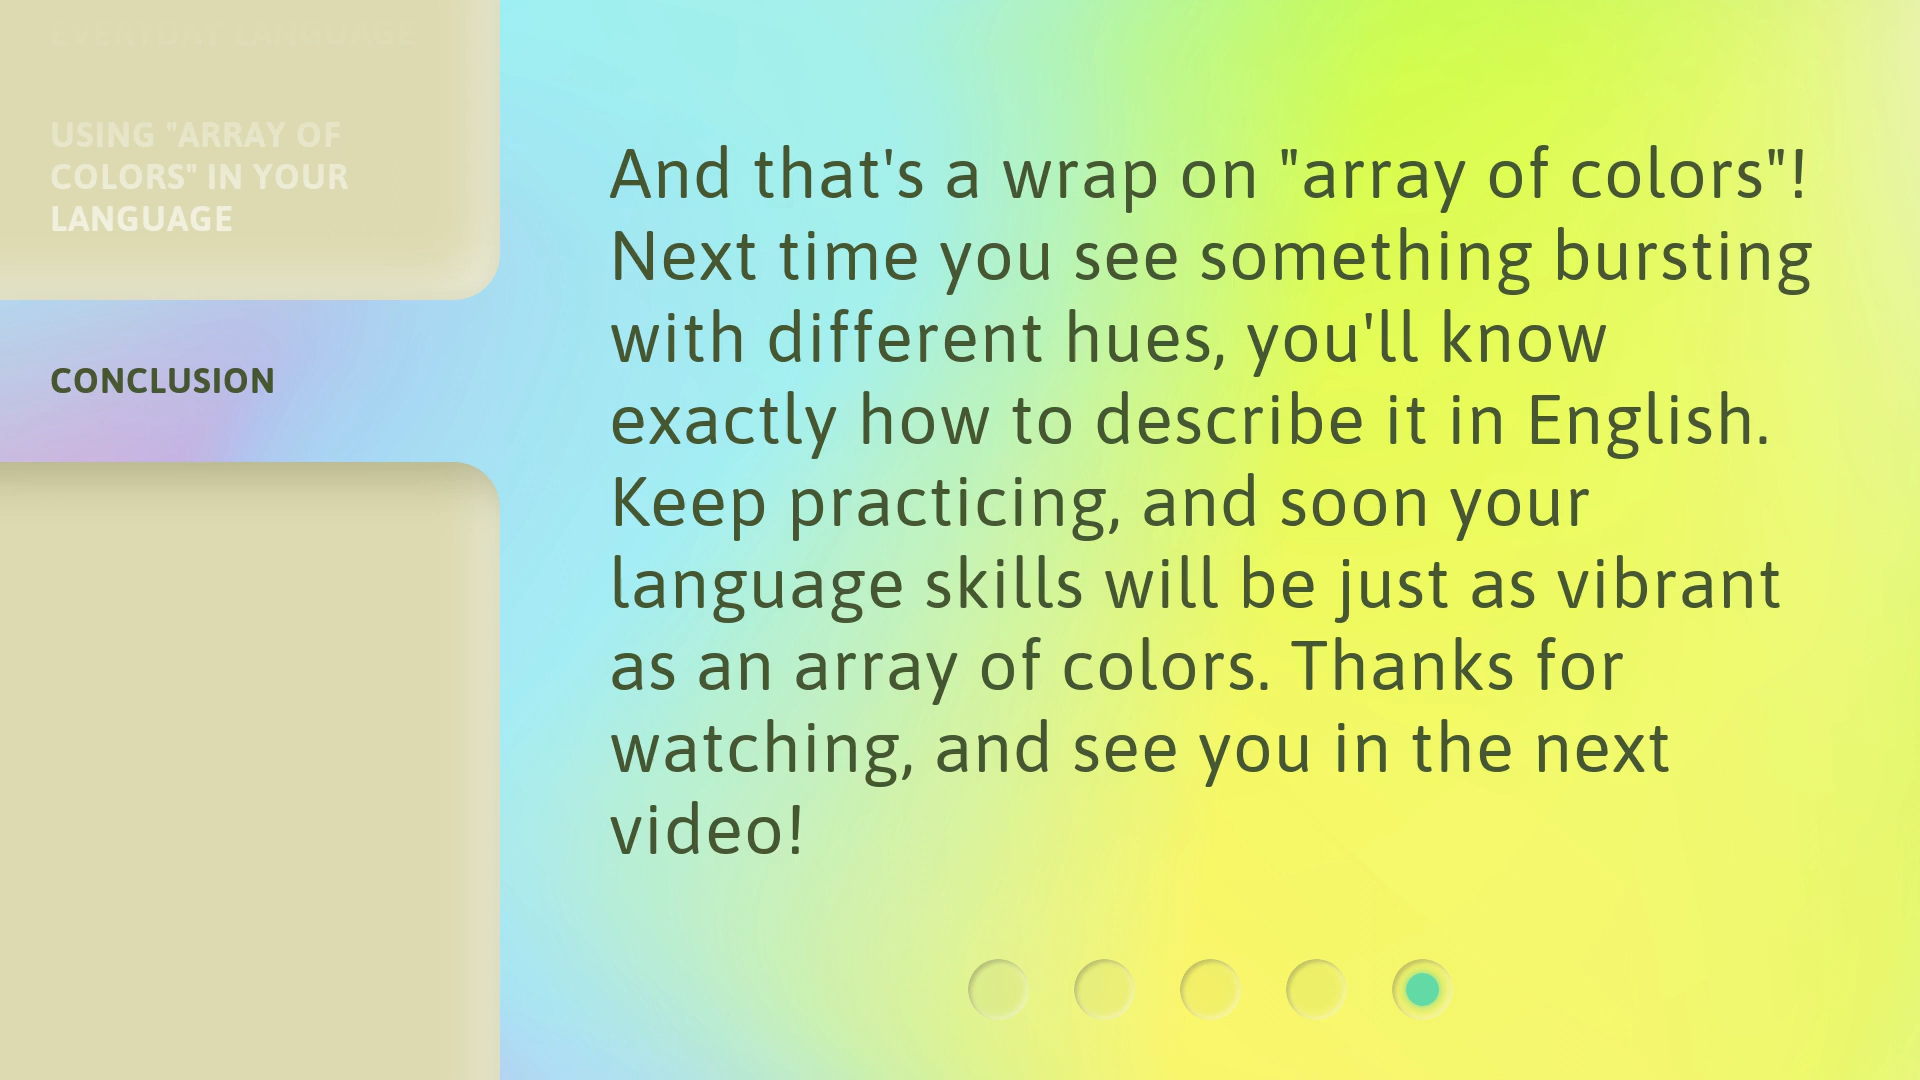 EVERYDAY LANGUAGE
USING "ARRAY OF
COLORS" IN YOUR
LANGUAGE
CONCLUSION
And that's a wrap on "array of colors"!
Next time you see something bursting
with different hues, you'll know
exactly how to describe it in English.
Keep practicing, and soon your
language skills will be just as vibrant
as an array of colors. Thanks for
watching, and see you in the next
video!